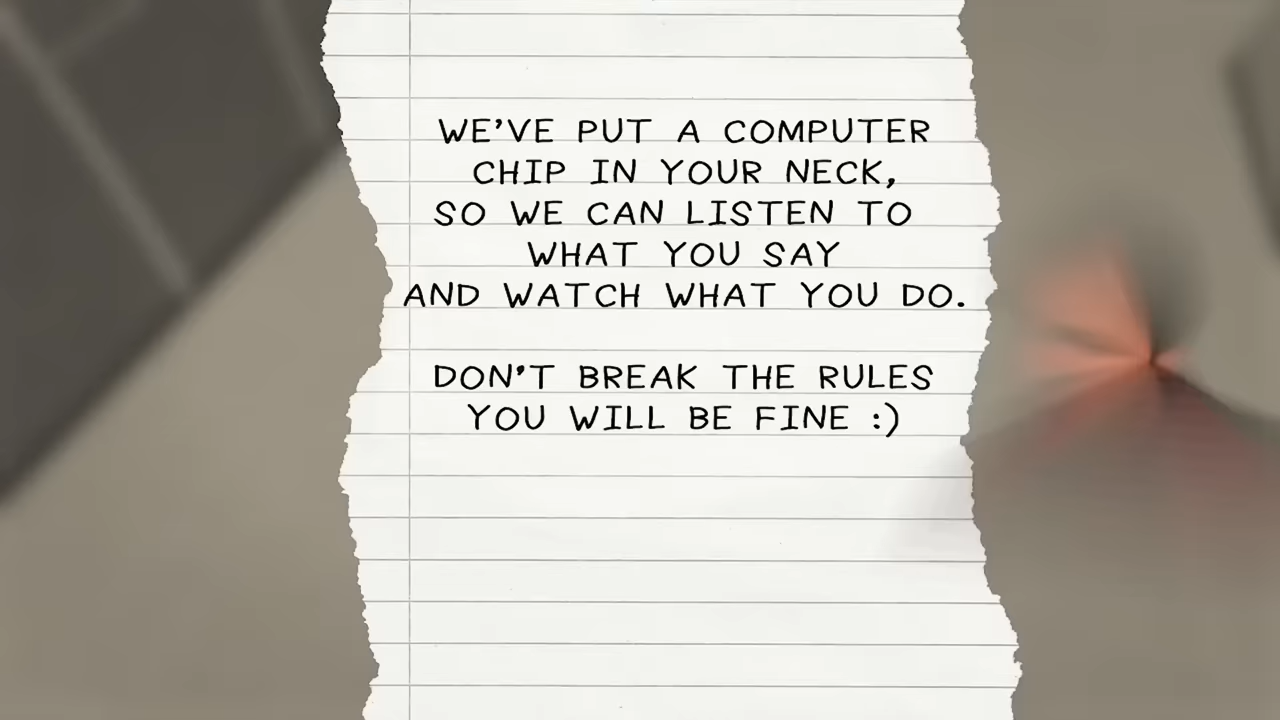 WE'VE PUT A COMPUTER
CHIP IN YOUR NECK,
SO WE CAN LISTEN TO
WHAT YOU SAY
AND WATCH WHAT YOU DO.
DON'T BREAK THE RULES
YOU WILL BE FINE :)